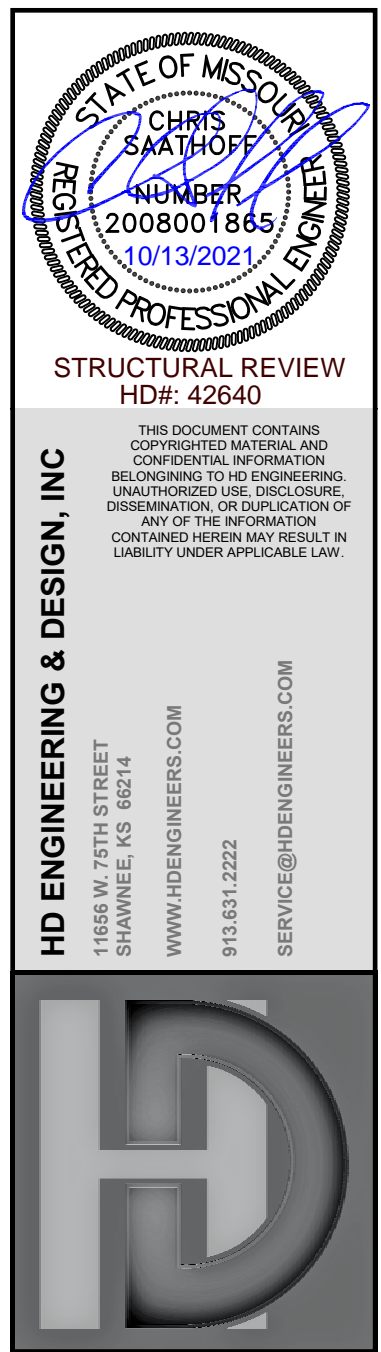 STATE OF MISSOURI
CHRIS
SAATHOFF
NUMBER
2008001865
10/13/2021
REGISTERED PROFESSIONAL ENGINEER
STRUCTURAL REVIEW
HD#: 42640
THIS DOCUMENT CONTAINS
COPYRIGHTED MATERIAL AND
CONFIDENTIAL INFORMATION
BELONGINING TO HD ENGINEERING.
UNAUTHORIZED USE, DISCLOSURE,
DISSEMINATION, OR DUPLICATION OF
ANY OF THE INFORMATION
CONTAINED HEREIN MAY RESULT IN
LIABILITY UNDER APPLICABLE LAW.
HD ENGINEERING & DESIGN, INC
11656 W. 75TH STREET
SHAWNEE, KS 66214
WWW.HDENGINEERS.COM
913.631.2222
SERVICE@HDENGINEERS.COM
HD